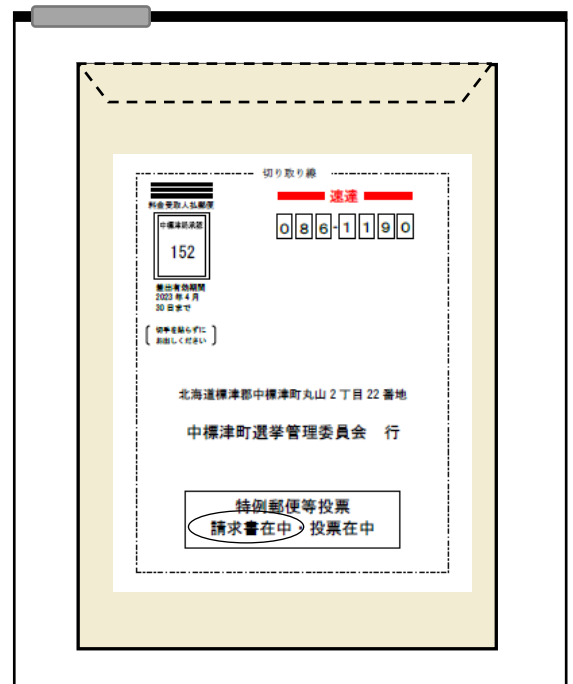 切り取り線
料金受取人払郵便
速達
中標津局承認
086-1190
152
差出有効期間
2023年4月
30日まで
切手を貼らずに
お出しください
北海道標津郡中標津町丸山2丁目22番地
中標津町選挙管理委員会 行
特例郵便等投票
請求書在中・投票在中